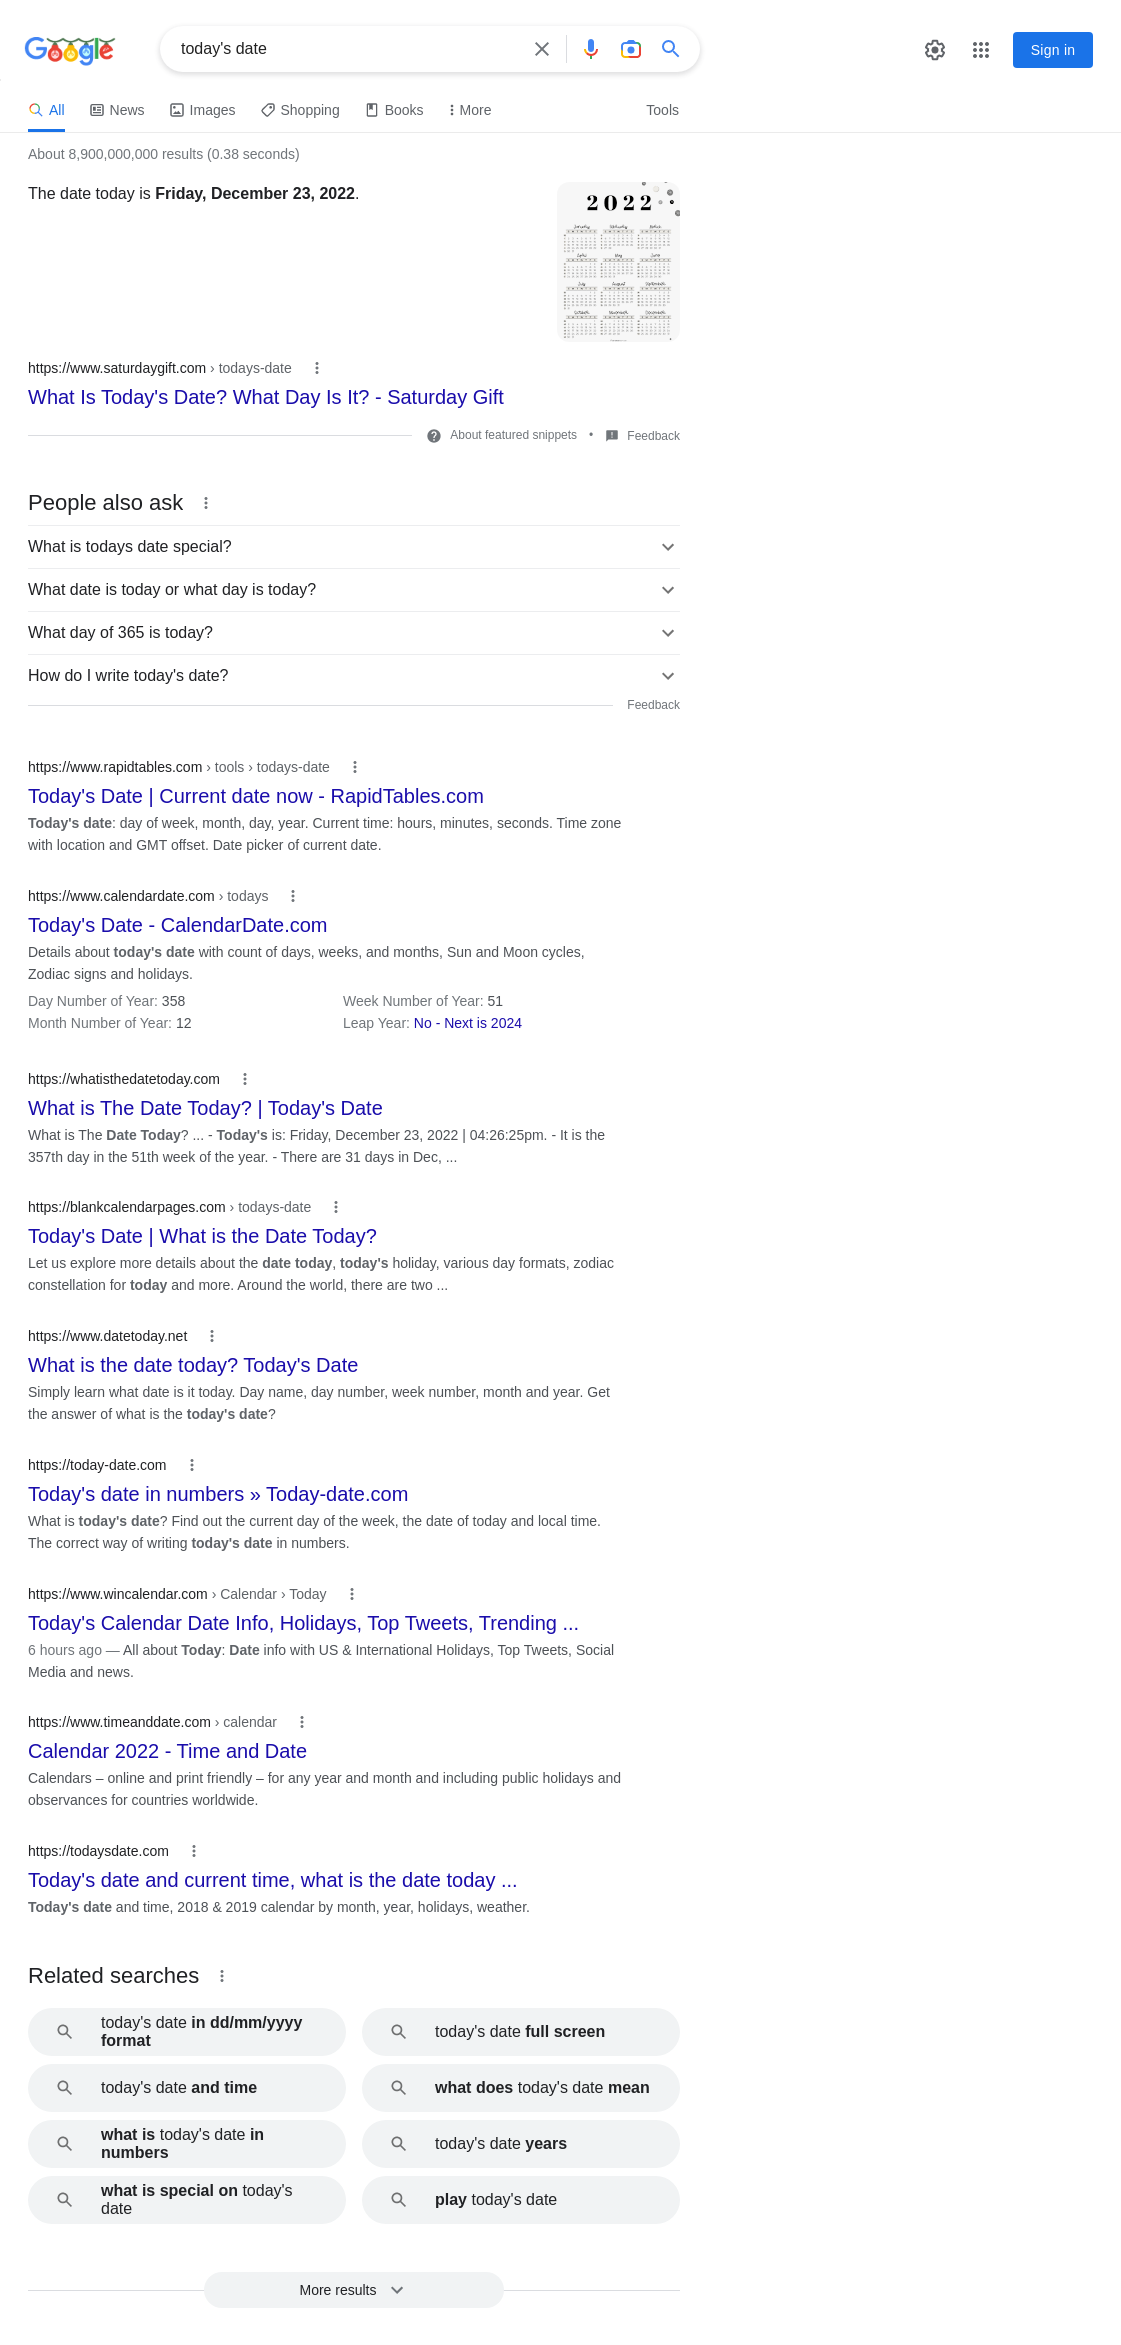 Google
today's date
Sign in
All
News
Images
Shopping
Books
More
Tools
About 8,900,000,000 results (0.38 seconds)
The date today is Friday, December 23, 2022.
2022
https://www.saturdaygift.com › todays-date
What Is Today's Date? What Day Is It? - Saturday Gift
About featured snippets • Feedback
People also ask
What is todays date special?
What date is today or what day is today?
What day of 365 is today?
How do I write today's date?
Feedback
https://www.rapidtables.com › tools › todays-date
Today's Date | Current date now - RapidTables.com
Today's date: day of week, month, day, year. Current time: hours, minutes, seconds. Time zone
with location and GMT offset. Date picker of current date.
https://www.calendardate.com › todays
Today's Date - CalendarDate.com
Details about today's date with count of days, weeks, and months, Sun and Moon cycles,
Zodiac signs and holidays.
Day Number of Year: 358
Week Number of Year: 51
Month Number of Year: 12
Leap Year: No - Next is 2024
https://whatisthedatetoday.com
What is The Date Today? | Today's Date
What is The Date Today? ... - Today's is: Friday, December 23, 2022 | 04:26:25pm. - It is the
357th day in the 51th week of the year. - There are 31 days in Dec, ...
https://blankcalendarpages.com › todays-date
Today's Date | What is the Date Today?
Let us explore more details about the date today, today's holiday, various day formats, zodiac
constellation for today and more. Around the world, there are two ...
https://www.datetoday.net
What is the date today? Today's Date
Simply learn what date is it today. Day name, day number, week number, month and year. Get
the answer of what is the today's date?
https://today-date.com
Today's date in numbers » Today-date.com
What is today's date? Find out the current day of the week, the date of today and local time.
The correct way of writing today's date in numbers.
https://www.wincalendar.com › Calendar › Today
Today's Calendar Date Info, Holidays, Top Tweets, Trending ...
6 hours ago — All about Today: Date info with US & International Holidays, Top Tweets, Social
Media and news.
https://www.timeanddate.com › calendar
Calendar 2022 - Time and Date
Calendars – online and print friendly – for any year and month and including public holidays and
observances for countries worldwide.
https://todaysdate.com
Today's date and current time, what is the date today ...
Today's date and time, 2018 & 2019 calendar by month, year, holidays, weather.
Related searches
today's date in dd/mm/yyyy
format
today's date full screen
today's date and time
what does today's date mean
what is today's date in
numbers
today's date years
what is special on today's
date
play today's date
More results